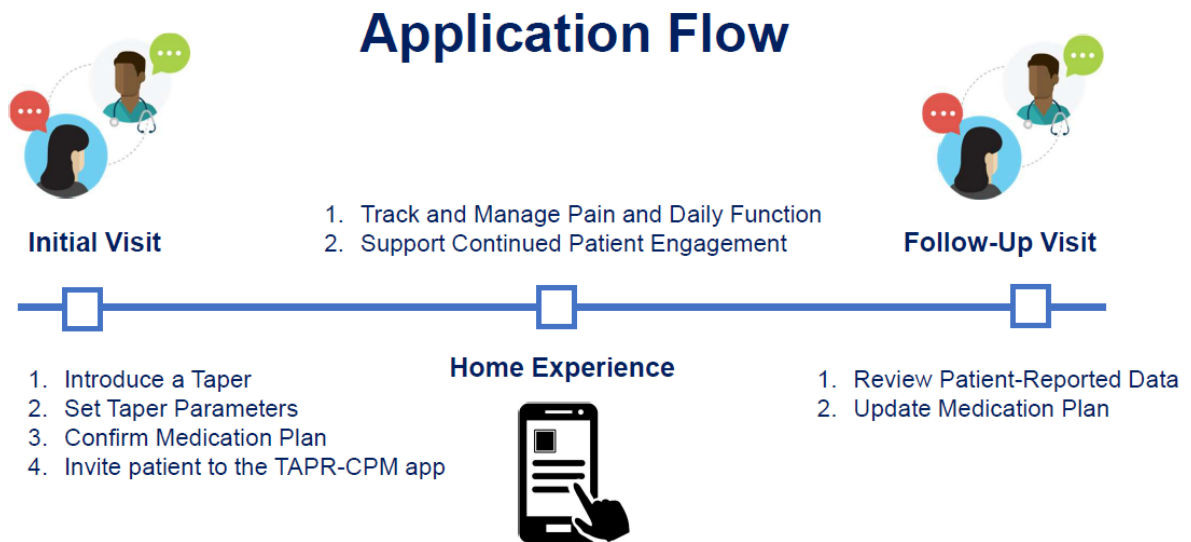 Application Flow
Initial Visit
1. Track and Manage Pain and Daily Function
2. Support Continued Patient Engagement
Follow-Up Visit
1. Introduce a Taper
2. Set Taper Parameters
3. Confirm Medication Plan
4. Invite patient to the TAPR-CPM app
Home Experience
1. Review Patient-Reported Data
2. Update Medication Plan